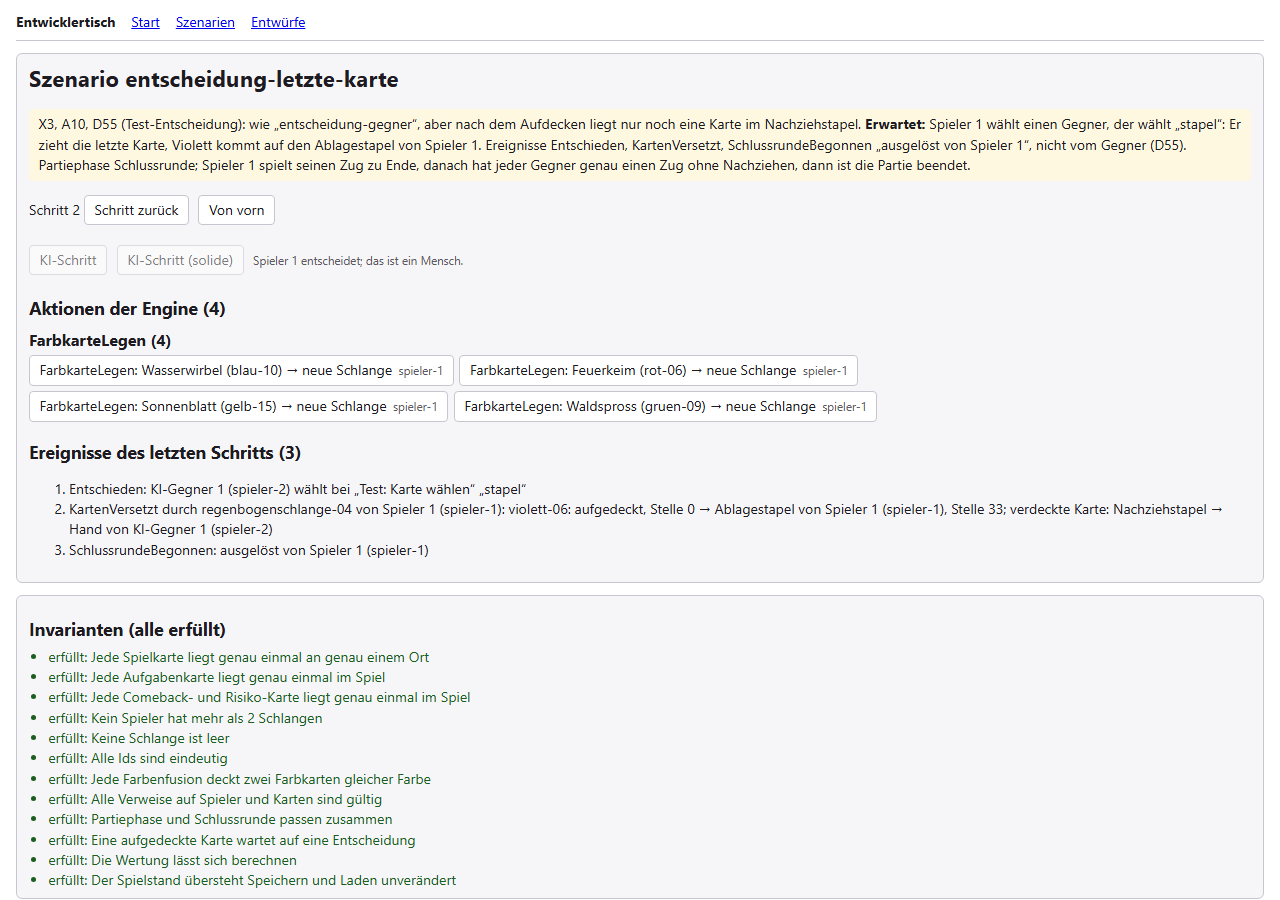 Entwicklertisch Start Szenarien Entwürfe
Szenario entscheidung-letzte-karte
X3, A10, D55 (Test-Entscheidung): wie „entscheidung-gegner“, aber nach dem Aufdecken liegt nur noch eine Karte im Nachziehstapel. Erwartet: Spieler 1 wählt einen Gegner, der wählt „stapel“: Er
zieht die letzte Karte, Violett kommt auf den Ablagestapel von Spieler 1. Ereignisse Entschieden, KartenVersetzt, SchlussrundeBegonnen „ausgelöst von Spieler 1“, nicht vom Gegner (D55).
Partiephase Schlussrunde; Spieler 1 spielt seinen Zug zu Ende, danach hat jeder Gegner genau einen Zug ohne Nachziehen, dann ist die Partie beendet.
Schritt 2 Schritt zurück Von vorn
KI-Schritt KI-Schritt (solide) Spieler 1 entscheidet; das ist ein Mensch.
Aktionen der Engine (4)
FarbkarteLegen (4)
FarbkarteLegen: Wasserwirbel (blau-10) → neue Schlange spieler-1 FarbkarteLegen: Feuerkeim (rot-06) → neue Schlange spieler-1
FarbkarteLegen: Sonnenblatt (gelb-15) → neue Schlange spieler-1 FarbkarteLegen: Waldspross (gruen-09) → neue Schlange spieler-1
Ereignisse des letzten Schritts (3)
1. Entschieden: KI-Gegner 1 (spieler-2) wählt bei „Test: Karte wählen“ „stapel“
2. KartenVersetzt durch regenbogenschlange-04 von Spieler 1 (spieler-1): violett-06: aufgedeckt, Stelle 0 → Ablagestapel von Spieler 1 (spieler-1), Stelle 33; verdeckte Karte: Nachziehstapel →
Hand von KI-Gegner 1 (spieler-2)
3. SchlussrundeBegonnen: ausgelöst von Spieler 1 (spieler-1)
Invarianten (alle erfüllt)
• erfüllt: Jede Spielkarte liegt genau einmal an genau einem Ort
• erfüllt: Jede Aufgabenkarte liegt genau einmal im Spiel
• erfüllt: Jede Comeback- und Risiko-Karte liegt genau einmal im Spiel
• erfüllt: Kein Spieler hat mehr als 2 Schlangen
• erfüllt: Keine Schlange ist leer
• erfüllt: Alle Ids sind eindeutig
• erfüllt: Jede Farbenfusion deckt zwei Farbkarten gleicher Farbe
• erfüllt: Alle Verweise auf Spieler und Karten sind gültig
• erfüllt: Partiephase und Schlussrunde passen zusammen
• erfüllt: Eine aufgedeckte Karte wartet auf eine Entscheidung
• erfüllt: Die Wertung lässt sich berechnen
• erfüllt: Der Spielstand übersteht Speichern und Laden unverändert